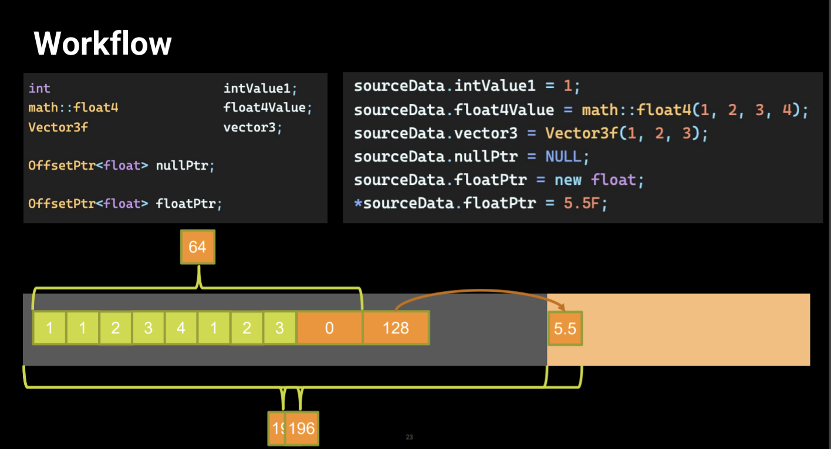 Workflow
int intValue1;
math::float4 float4Value;
Vector3f vector3;
OffsetPtr<float> nullPtr;
OffsetPtr<float> floatPtr;
sourceData.intValue1 = 1;
sourceData.float4Value = math::float4(1, 2, 3, 4);
sourceData.vector3 = Vector3f(1, 2, 3);
sourceData.nullPtr = NULL;
sourceData.floatPtr = new float;
*sourceData.floatPtr = 5.5F;
64
1 1 2 3 4 1 2 3 0 128 5.5
196
23